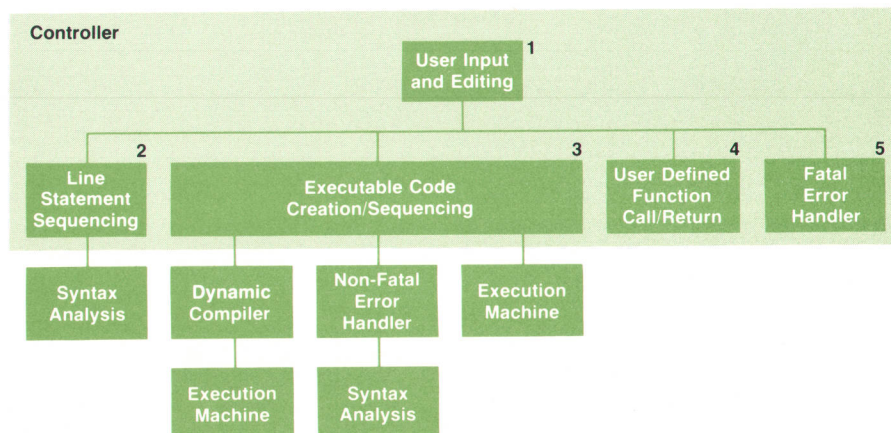 Controller
1
User Input
and Editing
2
Line
Statement
Sequencing
3
Executable Code
Creation/Sequencing
4
User Defined
Function
Call/Return
5
Fatal
Error
Handler
Syntax
Analysis
Dynamic
Compiler
Non-Fatal
Error
Handler
Execution
Machine
Execution
Machine
Syntax
Analysis